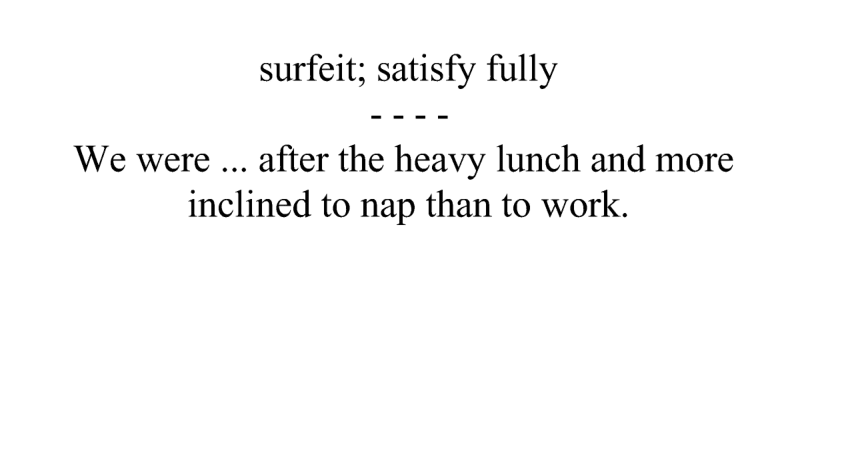 surfeit; satisfy fully
- - - -
We were ... after the heavy lunch and more
inclined to nap than to work.